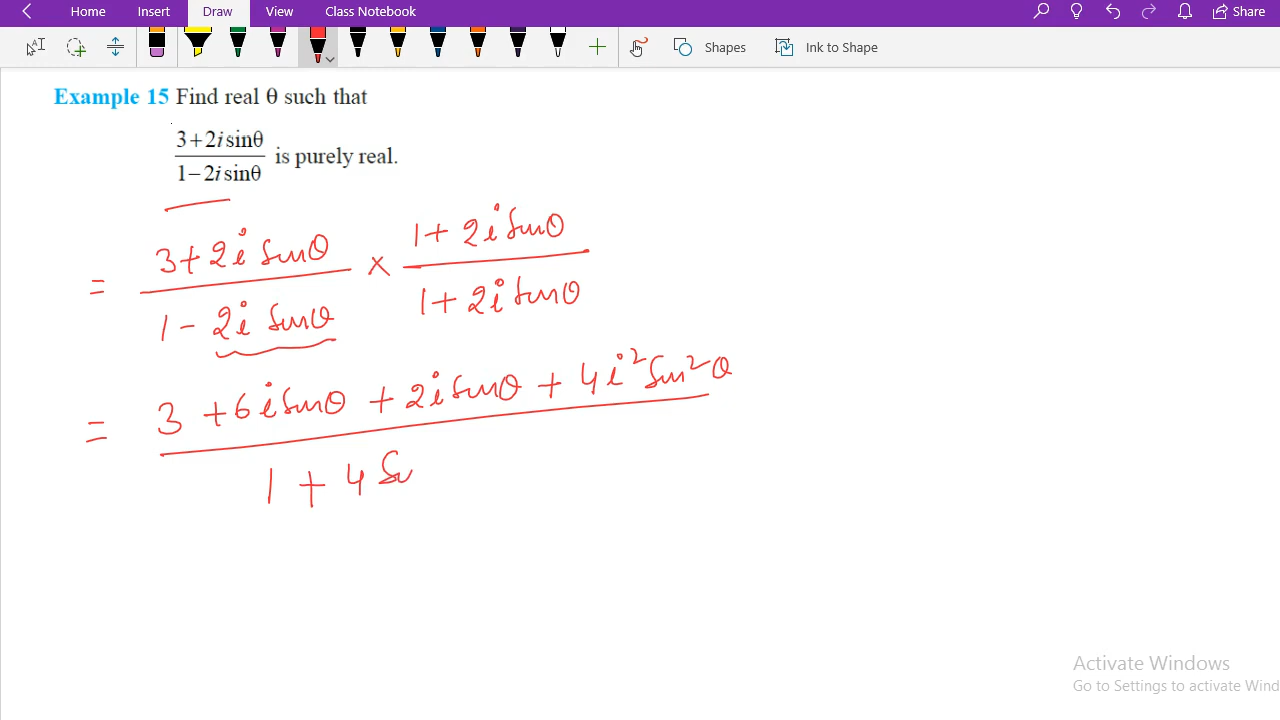 Home Insert Draw View Class Notebook Share
Shapes Ink to Shape
Example 15 Find real θ such that
3+2i sinθ
1−2i sinθ
is purely real.
= 3+2i Sinθ / 1 - 2i Sinθ × 1+ 2i Sinθ / 1+ 2i Sinθ
= 3 +6i Sinθ + 2i Sinθ + 4i² Sin²θ
1 + 4 Si
Activate Windows
Go to Settings to activate Wind